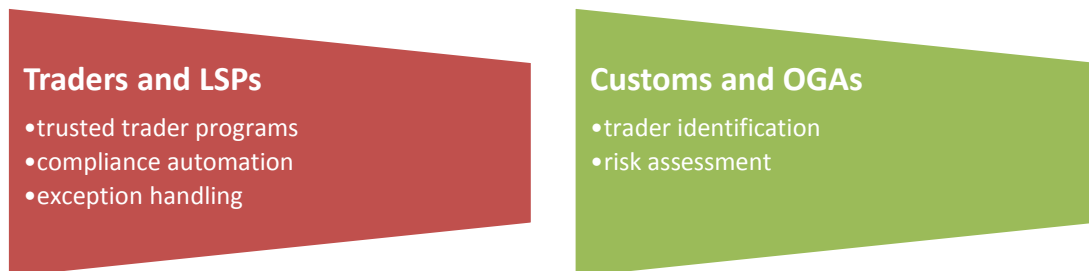 Traders and LSPs
•trusted trader programs
•compliance automation
•exception handling
Customs and OGAs
•trader identification
•risk assessment